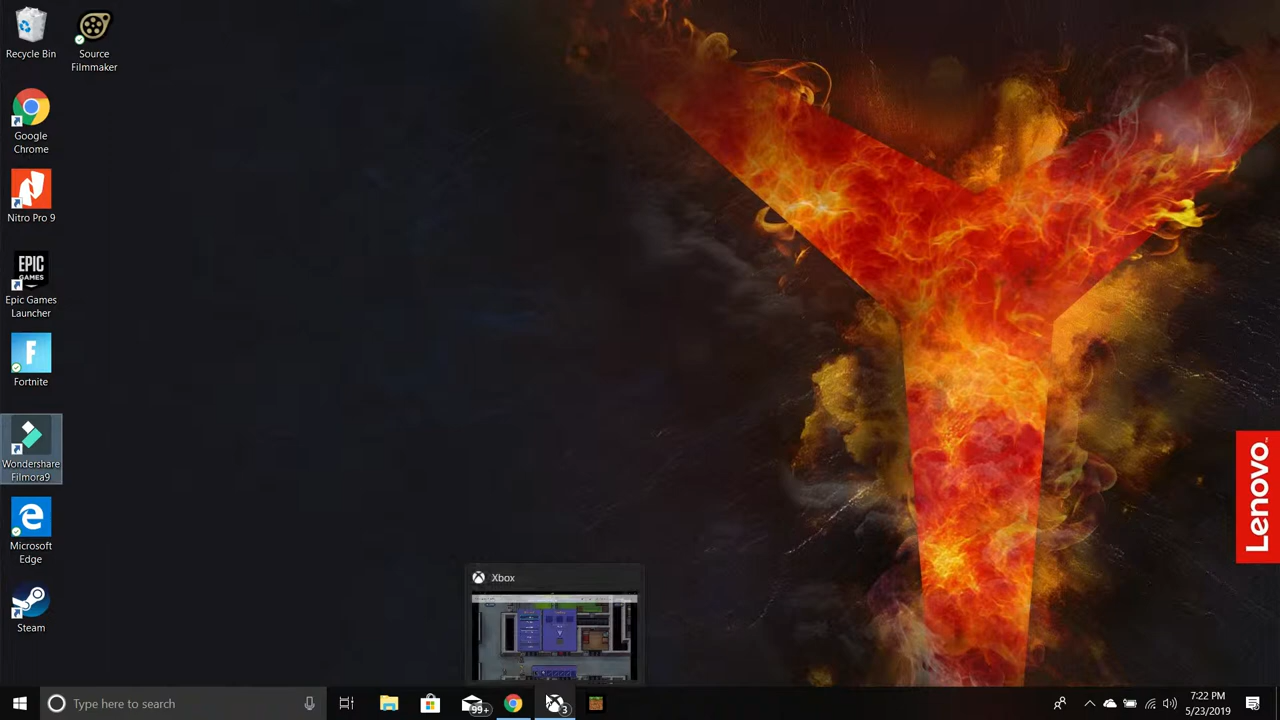 Recycle Bin
Source
Filmmaker
Google
Chrome
Nitro Pro 9
EPIC
GAMES
Epic Games
Launcher
F
Fortnite
Wondershare
Filmora9
Microsoft
Edge
Steam
Lenovo
Xbox
Type here to search
99+
3
7:22 PM
5/23/2019